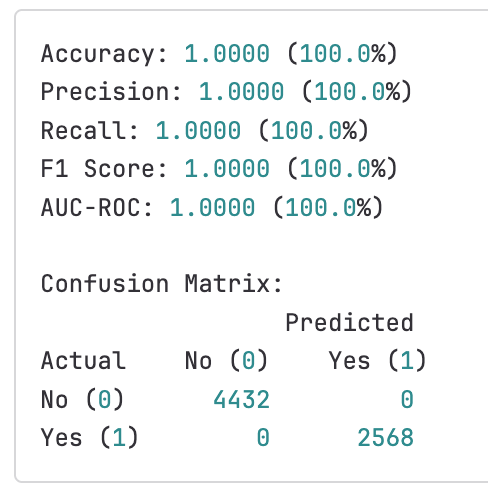 Accuracy: 1.0000 (100.0%)
Precision: 1.0000 (100.0%)
Recall: 1.0000 (100.0%)
F1 Score: 1.0000 (100.0%)
AUC-ROC: 1.0000 (100.0%)

Confusion Matrix:
                 Predicted
Actual    No (0)    Yes (1)
No (0)      4432         0
Yes (1)        0      2568